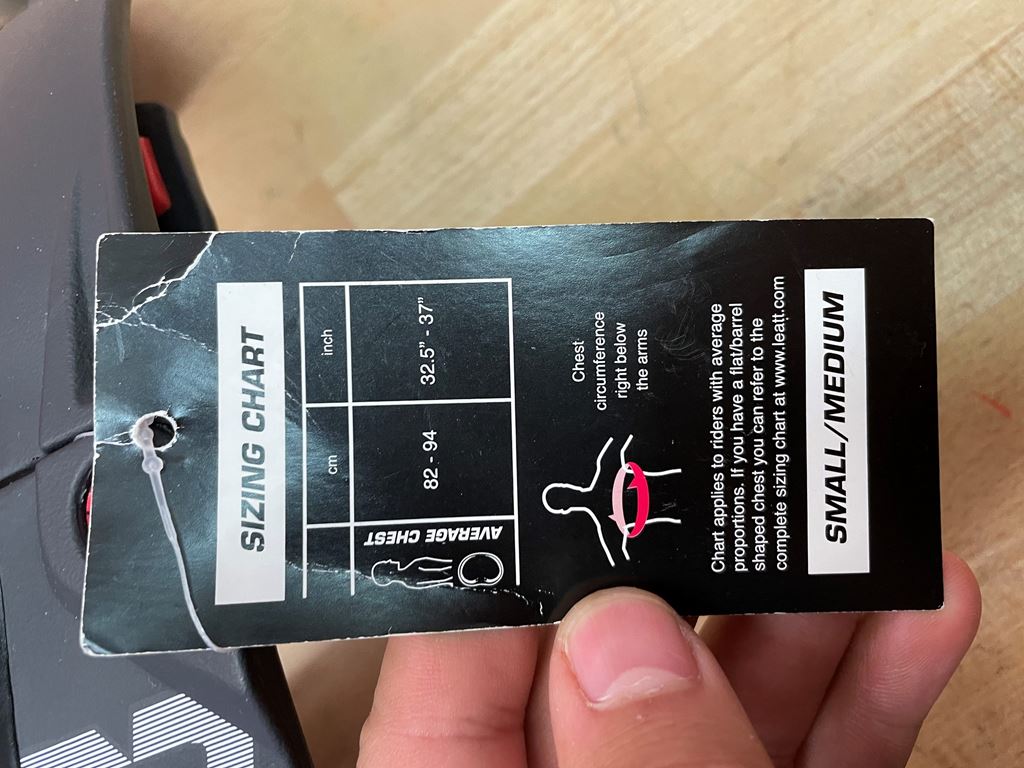 SIZING CHART
cm inch
AVERAGE CHEST
82 - 94 32.5” - 37”
Chest
circumference
right below
the arms
Chart applies to riders with average
proportions. If you have a flat/barrel
shaped chest you can refer to the
complete sizing chart at www.leatt.com
SMALL/MEDIUM